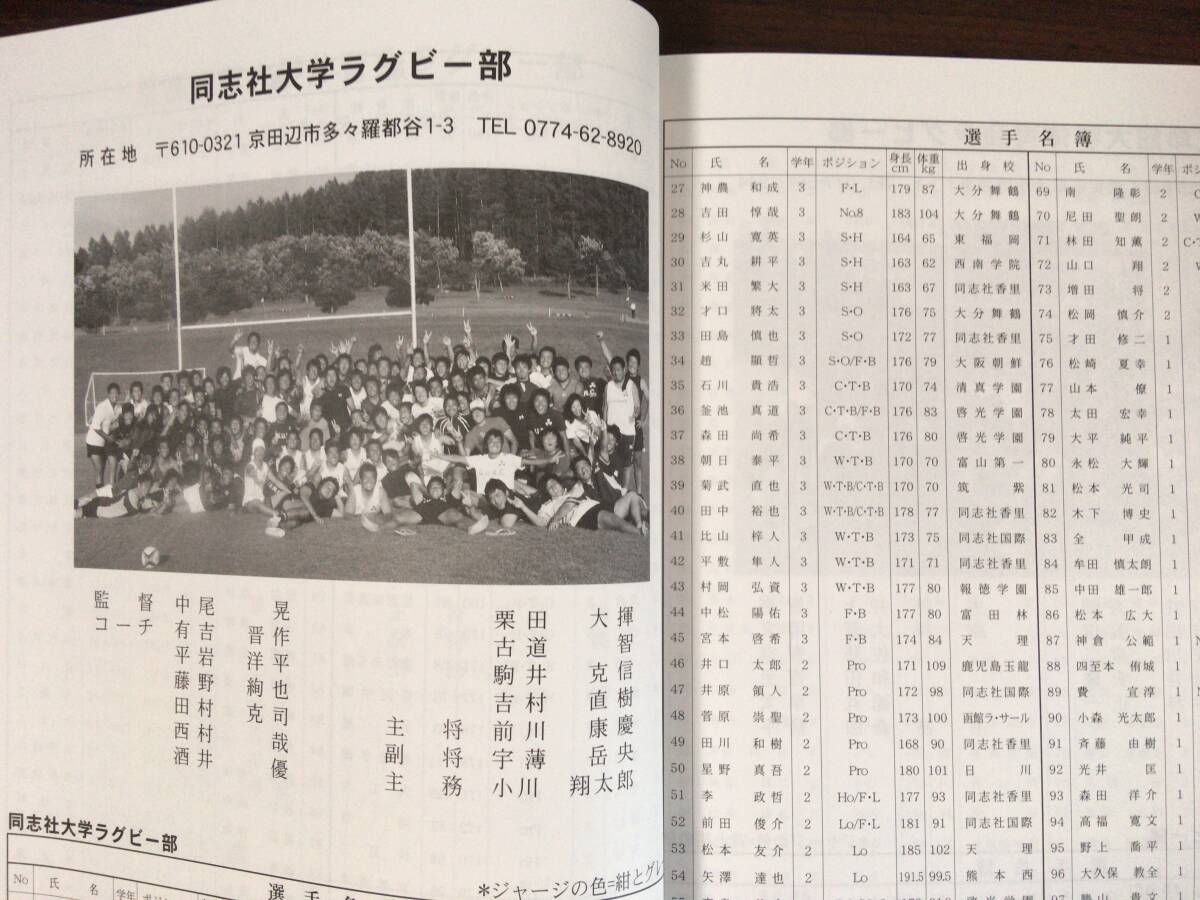 同志社大学ラグビー部
所在地 〒610-0321 京田辺市多々羅都谷1-3 TEL 0774-62-8920
監督 中尾 晃
コーチ 有吉 晋作
平岩 洋平
藤野 絢也
田村 克司
西村 哉
酒井 優
栗田 大揮
古道 智
駒井 克信
吉村 直樹
主将 前川 康慶
副将 宇薄 岳央
主務 小川 翔太郎
同志社大学ラグビー部
選手名
No 氏名 学年
*ジャージの色=紺とグレ
選手名簿
No 氏名 学年 ポジション 身長cm 体重kg 出身校 No 氏名 学年 ポジ
27 神農 和成 3 F・L 179 87 大分舞鶴 69 南 隆彰 2 C
28 吉田 惇哉 3 No.8 183 104 大分舞鶴 70 尼田 聖朗 2 W
29 杉山 寛英 3 S・H 164 65 東福岡 71 林田 知薫 2 C・T
30 吉丸 耕平 3 S・H 163 62 西南学院 72 山口 翔 2 W
31 米田 繁大 3 S・H 163 67 同志社香里 73 増田 将 2
32 才口 將太 3 S・O 176 75 大分舞鶴 74 松岡 慎介 2
33 田島 慎也 3 S・O 172 77 同志社香里 75 才田 修二 1
34 趙 顯哲 3 S・O/F・B 176 79 大阪朝鮮 76 松崎 夏幸 1
35 石川 貴浩 3 C・T・B 170 74 清真学園 77 山本 僚 1
36 釜池 真道 3 C・T・B/F・B 176 83 啓光学園 78 太田 宏幸 1
37 森田 尚希 3 C・T・B 176 80 啓光学園 79 大平 純平 1
38 朝日 泰平 3 W・T・B 170 70 富山第一 80 永松 大輝 1
39 菊武 直也 3 W・T・B/C・T・B 170 70 筑紫 81 松本 光司 1
40 田中 裕也 3 W・T・B/C・T・B 178 77 同志社香里 82 木下 博史 1
41 比山 梓人 3 W・T・B 173 75 同志社国際 83 全 甲成 1
42 平敷 隼人 3 W・T・B 171 71 同志社香里 84 牟田 慎太朗 1
43 村岡 弘資 3 W・T・B 177 80 報徳学園 85 中田 雄一郎 1
44 中松 陽佑 3 F・B 177 80 富田林 86 松本 広大 1
45 宮本 啓希 3 F・B 174 84 天理 87 神倉 公範 1
46 井口 太郎 2 Pro 171 109 鹿児島玉龍 88 四至本 侑城 1
47 井原 領人 2 Pro 172 98 同志社国際 89 費 宣淳 1
48 菅原 崇聖 2 Pro 173 100 函館ラ・サール 90 小森 光太郎 1
49 田川 和樹 2 Pro 168 90 同志社香里 91 斉藤 由樹 1
50 星野 真吾 2 Pro 180 101 日川 92 光井 匡 1
51 李 政哲 2 Ho/F・L 177 93 同志社香里 93 森田 洋介 1
52 前田 俊介 2 Lo/F・L 181 91 同志社国際 94 高福 寛文 1
53 松本 友介 2 Lo 185 102 天理 95 野上 喬平 1
54 矢澤 達也 2 Lo 191.5 99.5 熊本西 96 大久保 教全 1
97 勝山 貴文 1